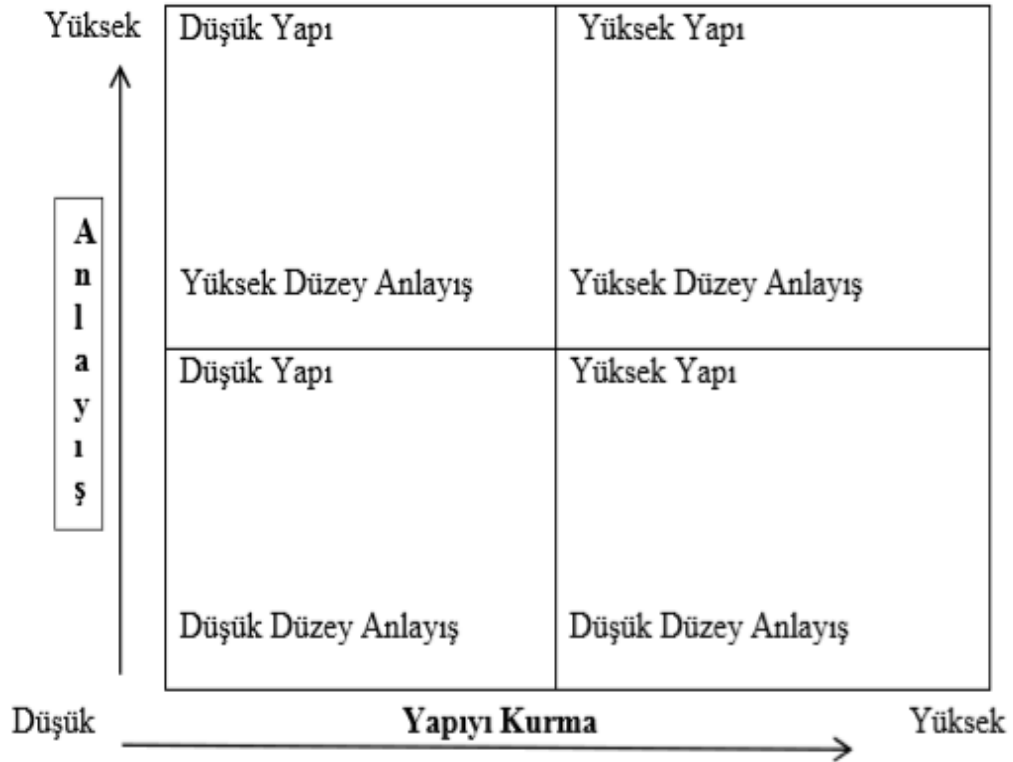 Yüksek
Düşük Yapı
Yüksek Yapı
Yüksek Düzey Anlayış
Yüksek Düzey Anlayış
Anlayış
Düşük Yapı
Yüksek Yapı
Düşük Düzey Anlayış
Düşük Düzey Anlayış
Düşük
Yapıyı Kurma
Yüksek